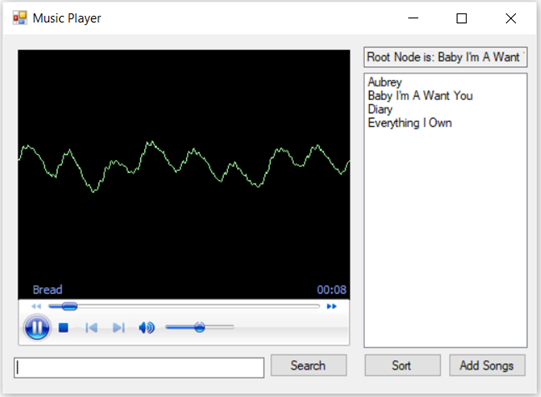 Music Player
Root Node is: Baby I'm A Want
Aubrey
Baby I'm A Want You
Diary
Everything I Own
Bread 00:08
Search
Sort
Add Songs